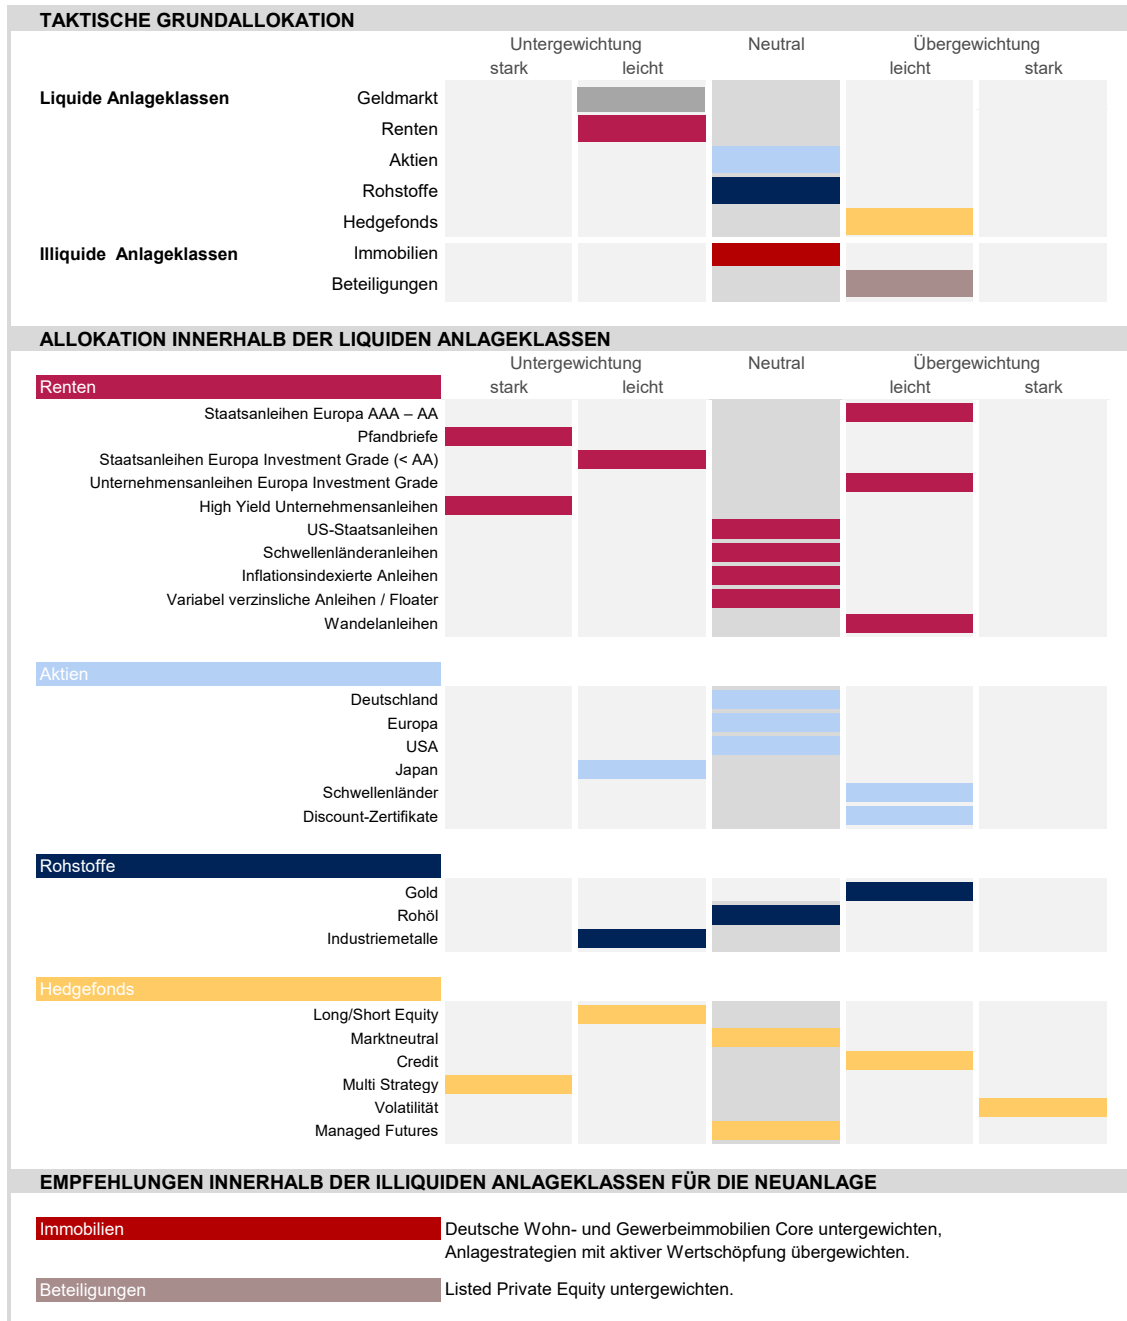 TAKTISCHE GRUNDALLOKATION
Untergewichtung Neutral Übergewichtung
stark leicht leicht stark
Liquide Anlageklassen Geldmarkt
Renten
Aktien
Rohstoffe
Hedgefonds
Illiquide Anlageklassen Immobilien
Beteiligungen
ALLOKATION INNERHALB DER LIQUIDEN ANLAGEKLASSEN
Untergewichtung Neutral Übergewichtung
Renten stark leicht leicht stark
Staatsanleihen Europa AAA – AA
Pfandbriefe
Staatsanleihen Europa Investment Grade (< AA)
Unternehmensanleihen Europa Investment Grade
High Yield Unternehmensanleihen
US-Staatsanleihen
Schwellenländeranleihen
Inflationsindexierte Anleihen
Variabel verzinsliche Anleihen / Floater
Wandelanleihen
Aktien
Deutschland
Europa
USA
Japan
Schwellenländer
Discount-Zertifikate
Rohstoffe
Gold
Rohöl
Industriemetalle
Hedgefonds
Long/Short Equity
Marktneutral
Credit
Multi Strategy
Volatilität
Managed Futures
EMPFEHLUNGEN INNERHALB DER ILLIQUIDEN ANLAGEKLASSEN FÜR DIE NEUANLAGE
Immobilien Deutsche Wohn- und Gewerbeimmobilien Core untergewichten,
Anlagestrategien mit aktiver Wertschöpfung übergewichten.
Beteiligungen Listed Private Equity untergewichten.